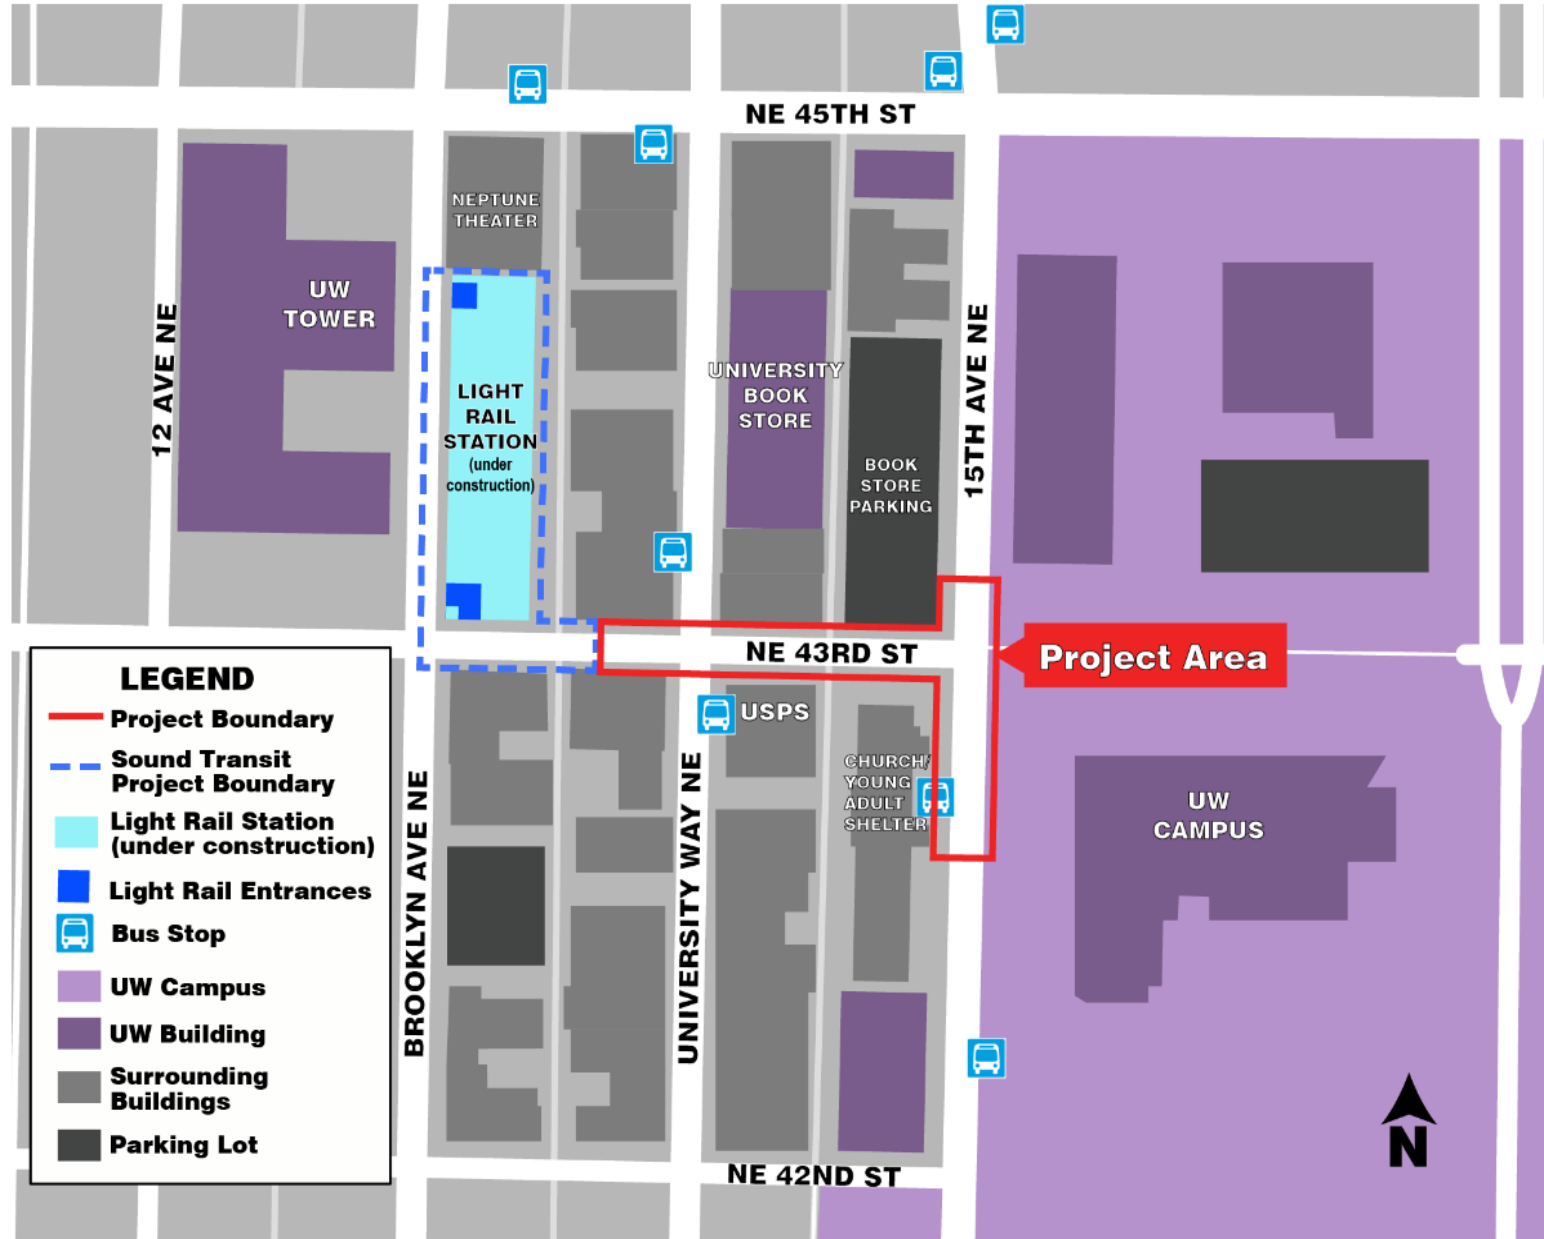 NE 45TH ST
NEPTUNE
THEATER
UW
TOWER
12 AVE NE
LIGHT
RAIL
STATION
(under
construction)
UNIVERSITY
BOOK
STORE
BOOK
STORE
PARKING
15TH AVE NE
NE 43RD ST
Project Area
USPS
CHURCH/
YOUNG
ADULT
SHELTER
UW
CAMPUS
BROOKLYN AVE NE
UNIVERSITY WAY NE
NE 42ND ST
N
LEGEND
Project Boundary
Sound Transit
Project Boundary
Light Rail Station
(under construction)
Light Rail Entrances
Bus Stop
UW Campus
UW Building
Surrounding
Buildings
Parking Lot